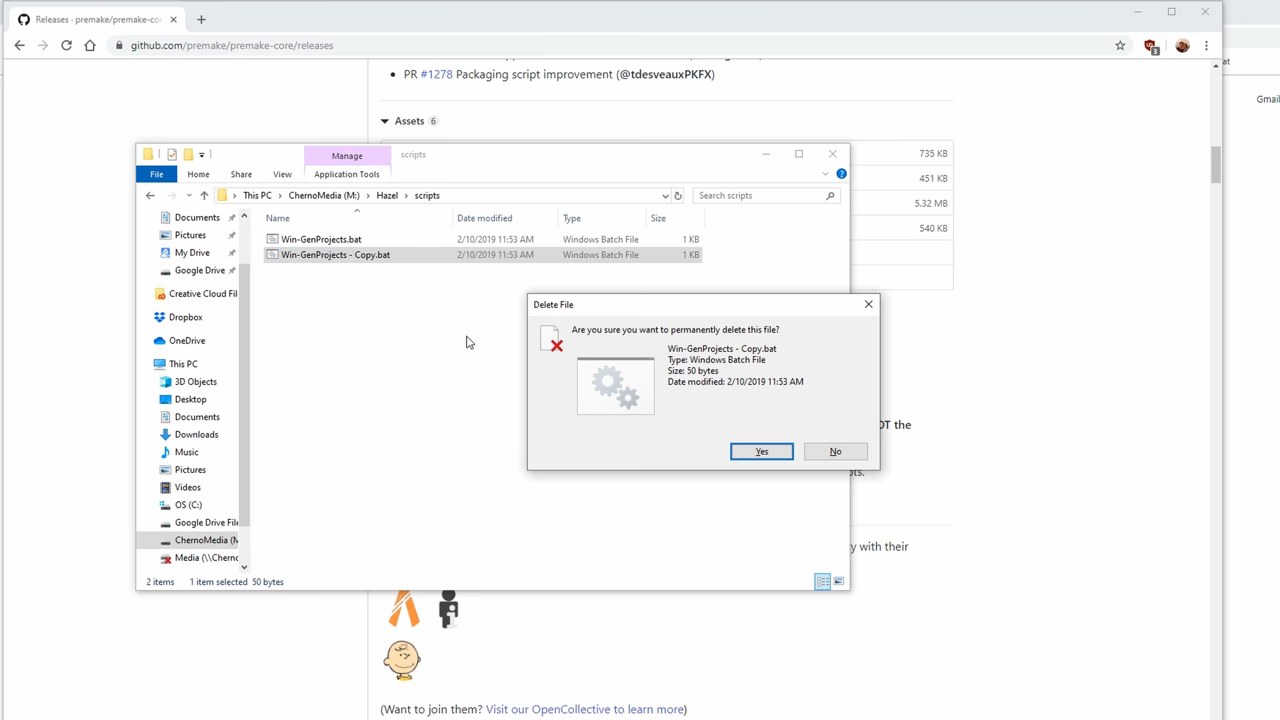 Releases · premake/premake-cor
github.com/premake/premake-core/releases
3
at
Gmail
PR #1278 Packaging script improvement (@tdesveauxPKFX)
Assets 6
735 KB
451 KB
5.32 MB
540 KB
Manage
scripts
File
Home
Share
View
Application Tools
This PC
ChernoMedia (M:)
Hazel
scripts
Search scripts
Name
Date modified
Type
Size
Win-GenProjects.bat
2/10/2019 11:53 AM
Windows Batch File
1 KB
Win-GenProjects - Copy.bat
2/10/2019 11:53 AM
Windows Batch File
1 KB
Documents
Pictures
My Drive
Google Drive
Creative Cloud Fil
Dropbox
OneDrive
This PC
3D Objects
Desktop
Documents
Downloads
Music
Pictures
Videos
OS (C:)
Google Drive File
ChernoMedia (M
Media (\\Cherno
2 items
1 item selected 50 bytes
Delete File
Are you sure you want to permanently delete this file?
Win-GenProjects - Copy.bat
Type: Windows Batch File
Size: 50 bytes
Date modified: 2/10/2019 11:53 AM
Yes
No
OT the
pts.
y with their
(Want to join them? Visit our OpenCollective to learn more)